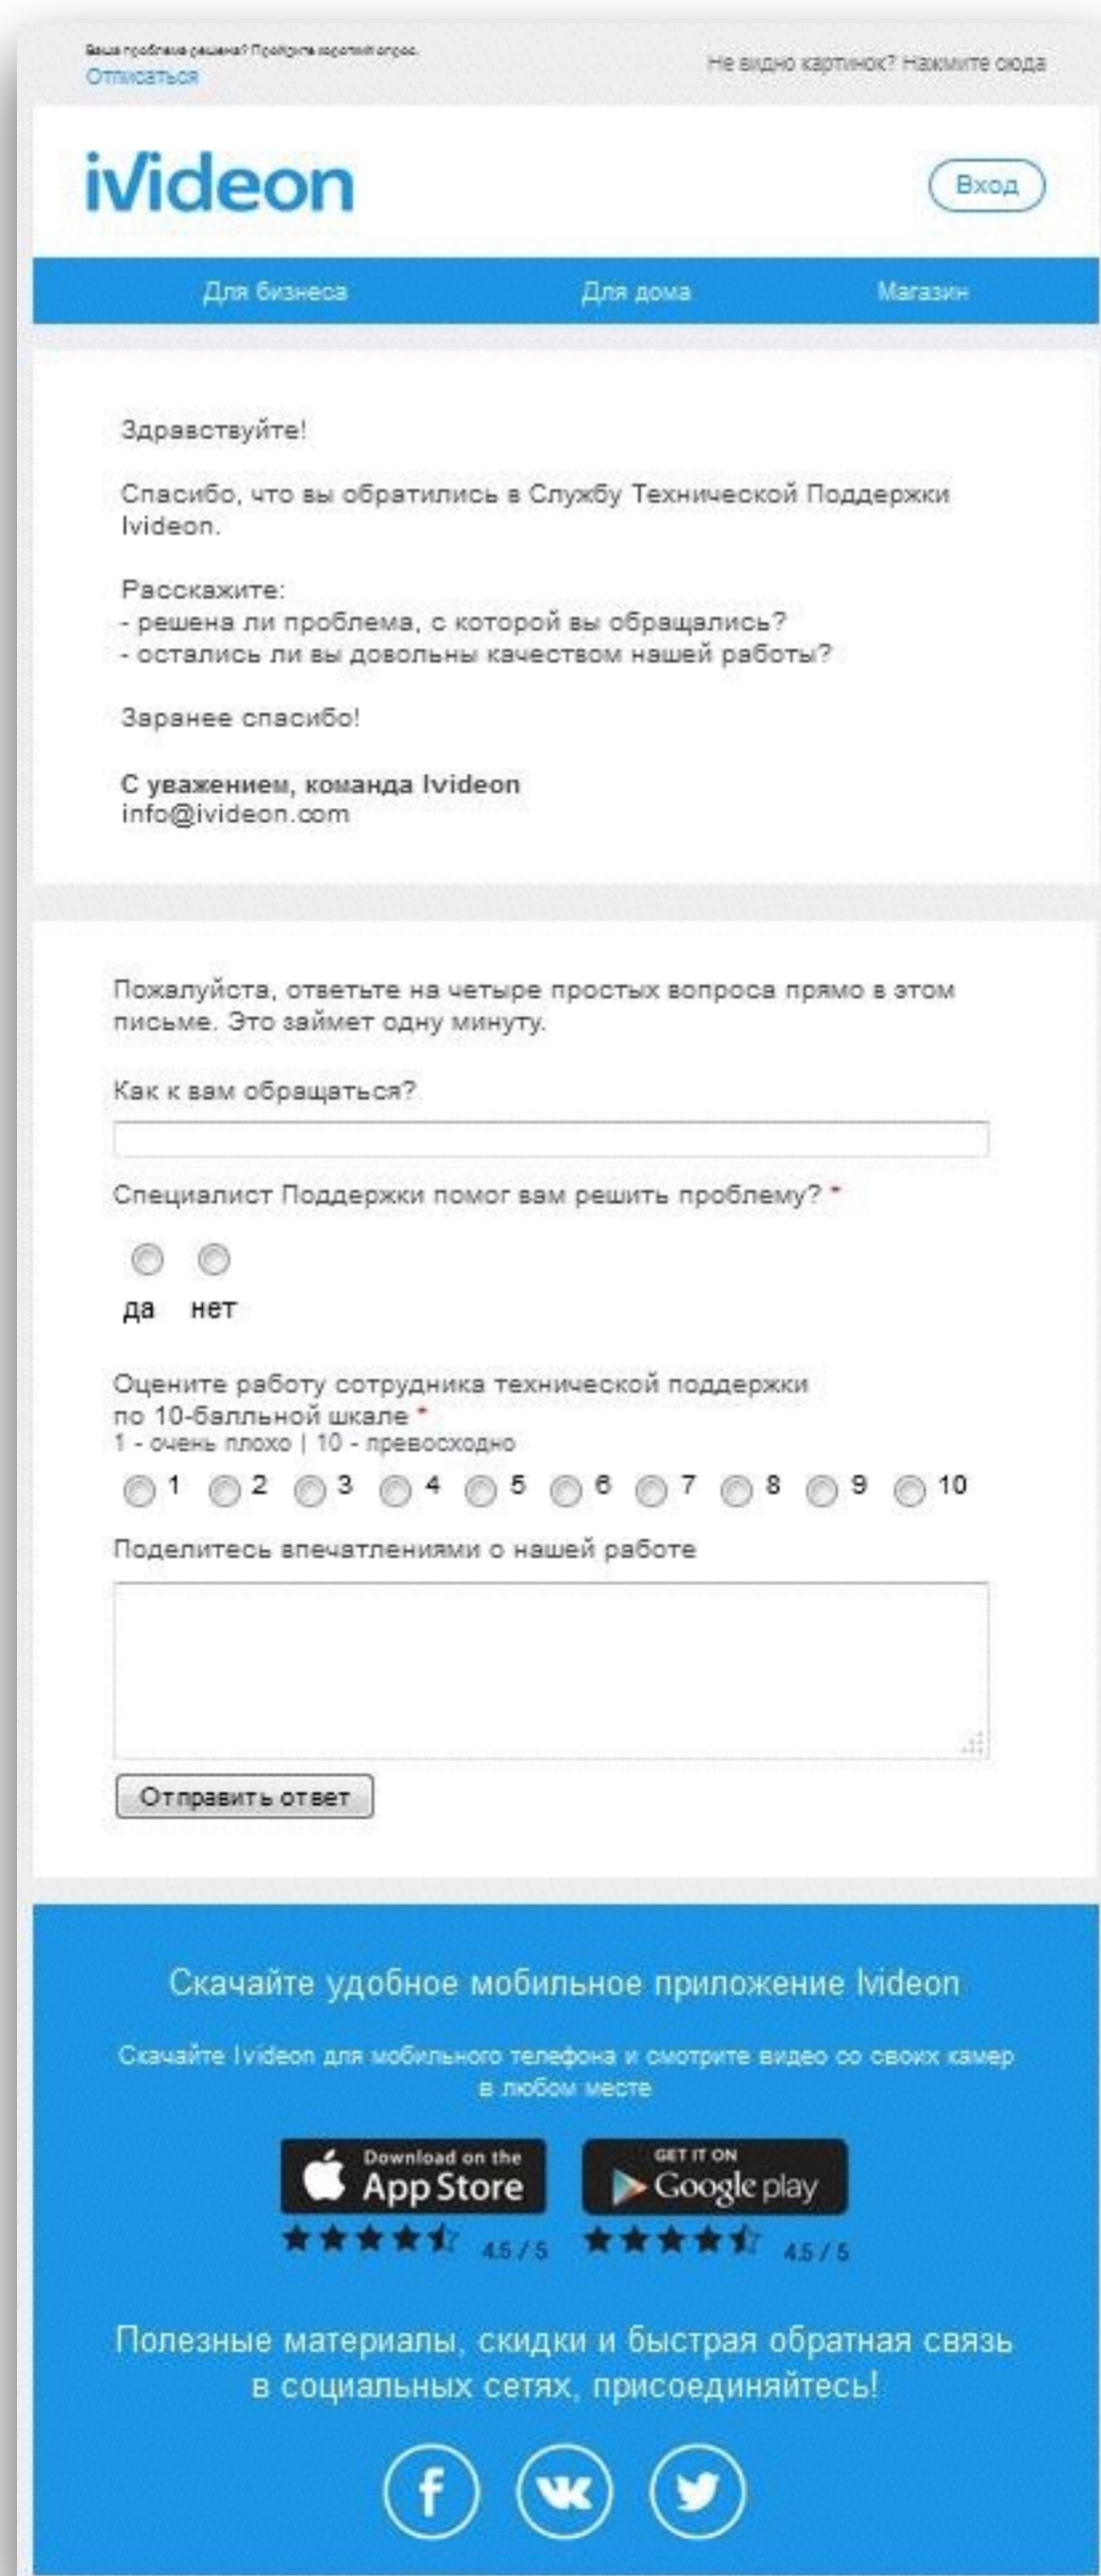 Ваша проблема решена? Пройдите короткий опрос.
Отписаться
Не видно картинок? Нажмите сюда
iVideon
Вход
Для бизнеса
Для дома
Магазин
Здравствуйте!
Спасибо, что вы обратились в Службу Технической Поддержки
Ivideon.
Расскажите:
- решена ли проблема, с которой вы обращались?
- остались ли вы довольны качеством нашей работы?
Заранее спасибо!
С уважением, команда Ivideon
info@ivideon.com
Пожалуйста, ответьте на четыре простых вопроса прямо в этом
письме. Это займет одну минуту.
Как к вам обращаться?
Специалист Поддержки помог вам решить проблему? *
да нет
Оцените работу сотрудника технической поддержки
по 10-балльной шкале *
1 - очень плохо | 10 - превосходно
1 2 3 4 5 6 7 8 9 10
Поделитесь впечатлениями о нашей работе
Отправить ответ
Скачайте удобное мобильное приложение Ivideon
Скачайте Ivideon для мобильного телефона и смотрите видео со своих камер
в любом месте
Download on the
App Store
GET IT ON
Google play
4.5 / 5
4.5 / 5
Полезные материалы, скидки и быстрая обратная связь
в социальных сетях, присоединяйтесь!